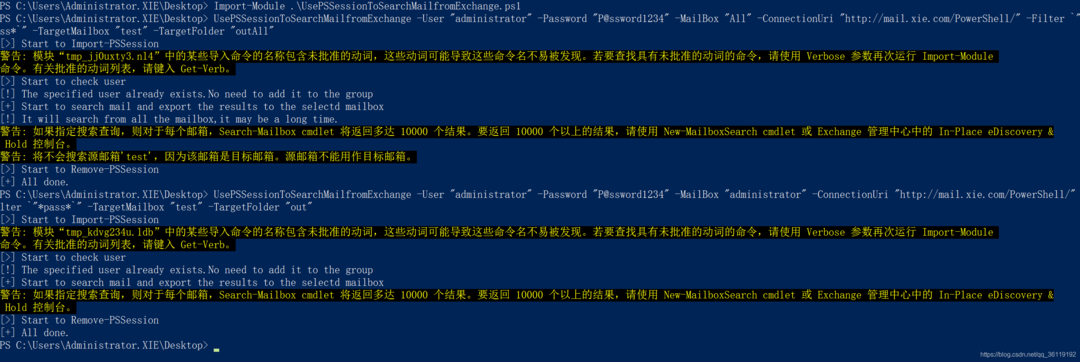 PS C:\Users\Administrator.XIE\Desktop> Import-Module .\UsePSSessionToSearchMailfromExchange.ps1
PS C:\Users\Administrator.XIE\Desktop> UsePSSessionToSearchMailfromExchange -User "administrator" -Password "P@ssword1234" -MailBox "All" -ConnectionUri "http://mail.xie.com/PowerShell/" -Filter `"
ss*`" -TargetMailbox "test" -TargetFolder "outAll"
[>] Start to Import-PSSession
警告: 模块“tmp_jj0uxty3.nl4”中的某些导入命令的名称包含未批准的动词，这些动词可能导致这些命令名不易被发现。若要查找具有未批准的动词的命令，请使用 Verbose 参数再次运行 Import-Module
命令。有关批准的动词列表，请键入 Get-Verb。
[>] Start to check user
[!] The specified user already exists.No need to add it to the group
[+] Start to search mail and export the results to the selectd mailbox
[!] It will search from all the mailbox,it may be a long time.
警告: 如果指定搜索查询，则对于每个邮箱，Search-Mailbox cmdlet 将返回多达 10000 个结果。要返回 10000 个以上的结果，请使用 New-MailboxSearch cmdlet 或 Exchange 管理中心中的 In-Place eDiscovery &
Hold 控制台。
警告: 将不会搜索源邮箱'test'，因为该邮箱是目标邮箱。源邮箱不能用作目标邮箱。
[>] Start to Remove-PSSession
[+] All done.
PS C:\Users\Administrator.XIE\Desktop> UsePSSessionToSearchMailfromExchange -User "administrator" -Password "P@ssword1234" -MailBox "administrator" -ConnectionUri "http://mail.xie.com/PowerShell/"
lter `"*pass*`" -TargetMailbox "test" -TargetFolder "out"
[>] Start to Import-PSSession
警告: 模块“tmp_kdvg234u.ldb”中的某些导入命令的名称包含未批准的动词，这些动词可能导致这些命令名不易被发现。若要查找具有未批准的动词的命令，请使用 Verbose 参数再次运行 Import-Module
命令。有关批准的动词列表，请键入 Get-Verb。
[>] Start to check user
[!] The specified user already exists.No need to add it to the group
[+] Start to search mail and export the results to the selectd mailbox
警告: 如果指定搜索查询，则对于每个邮箱，Search-Mailbox cmdlet 将返回多达 10000 个结果。要返回 10000 个以上的结果，请使用 New-MailboxSearch cmdlet 或 Exchange 管理中心中的 In-Place eDiscovery &
Hold 控制台。
[>] Start to Remove-PSSession
[+] All done.
PS C:\Users\Administrator.XIE\Desktop>
https://blog.csdn.net/qq_36119192